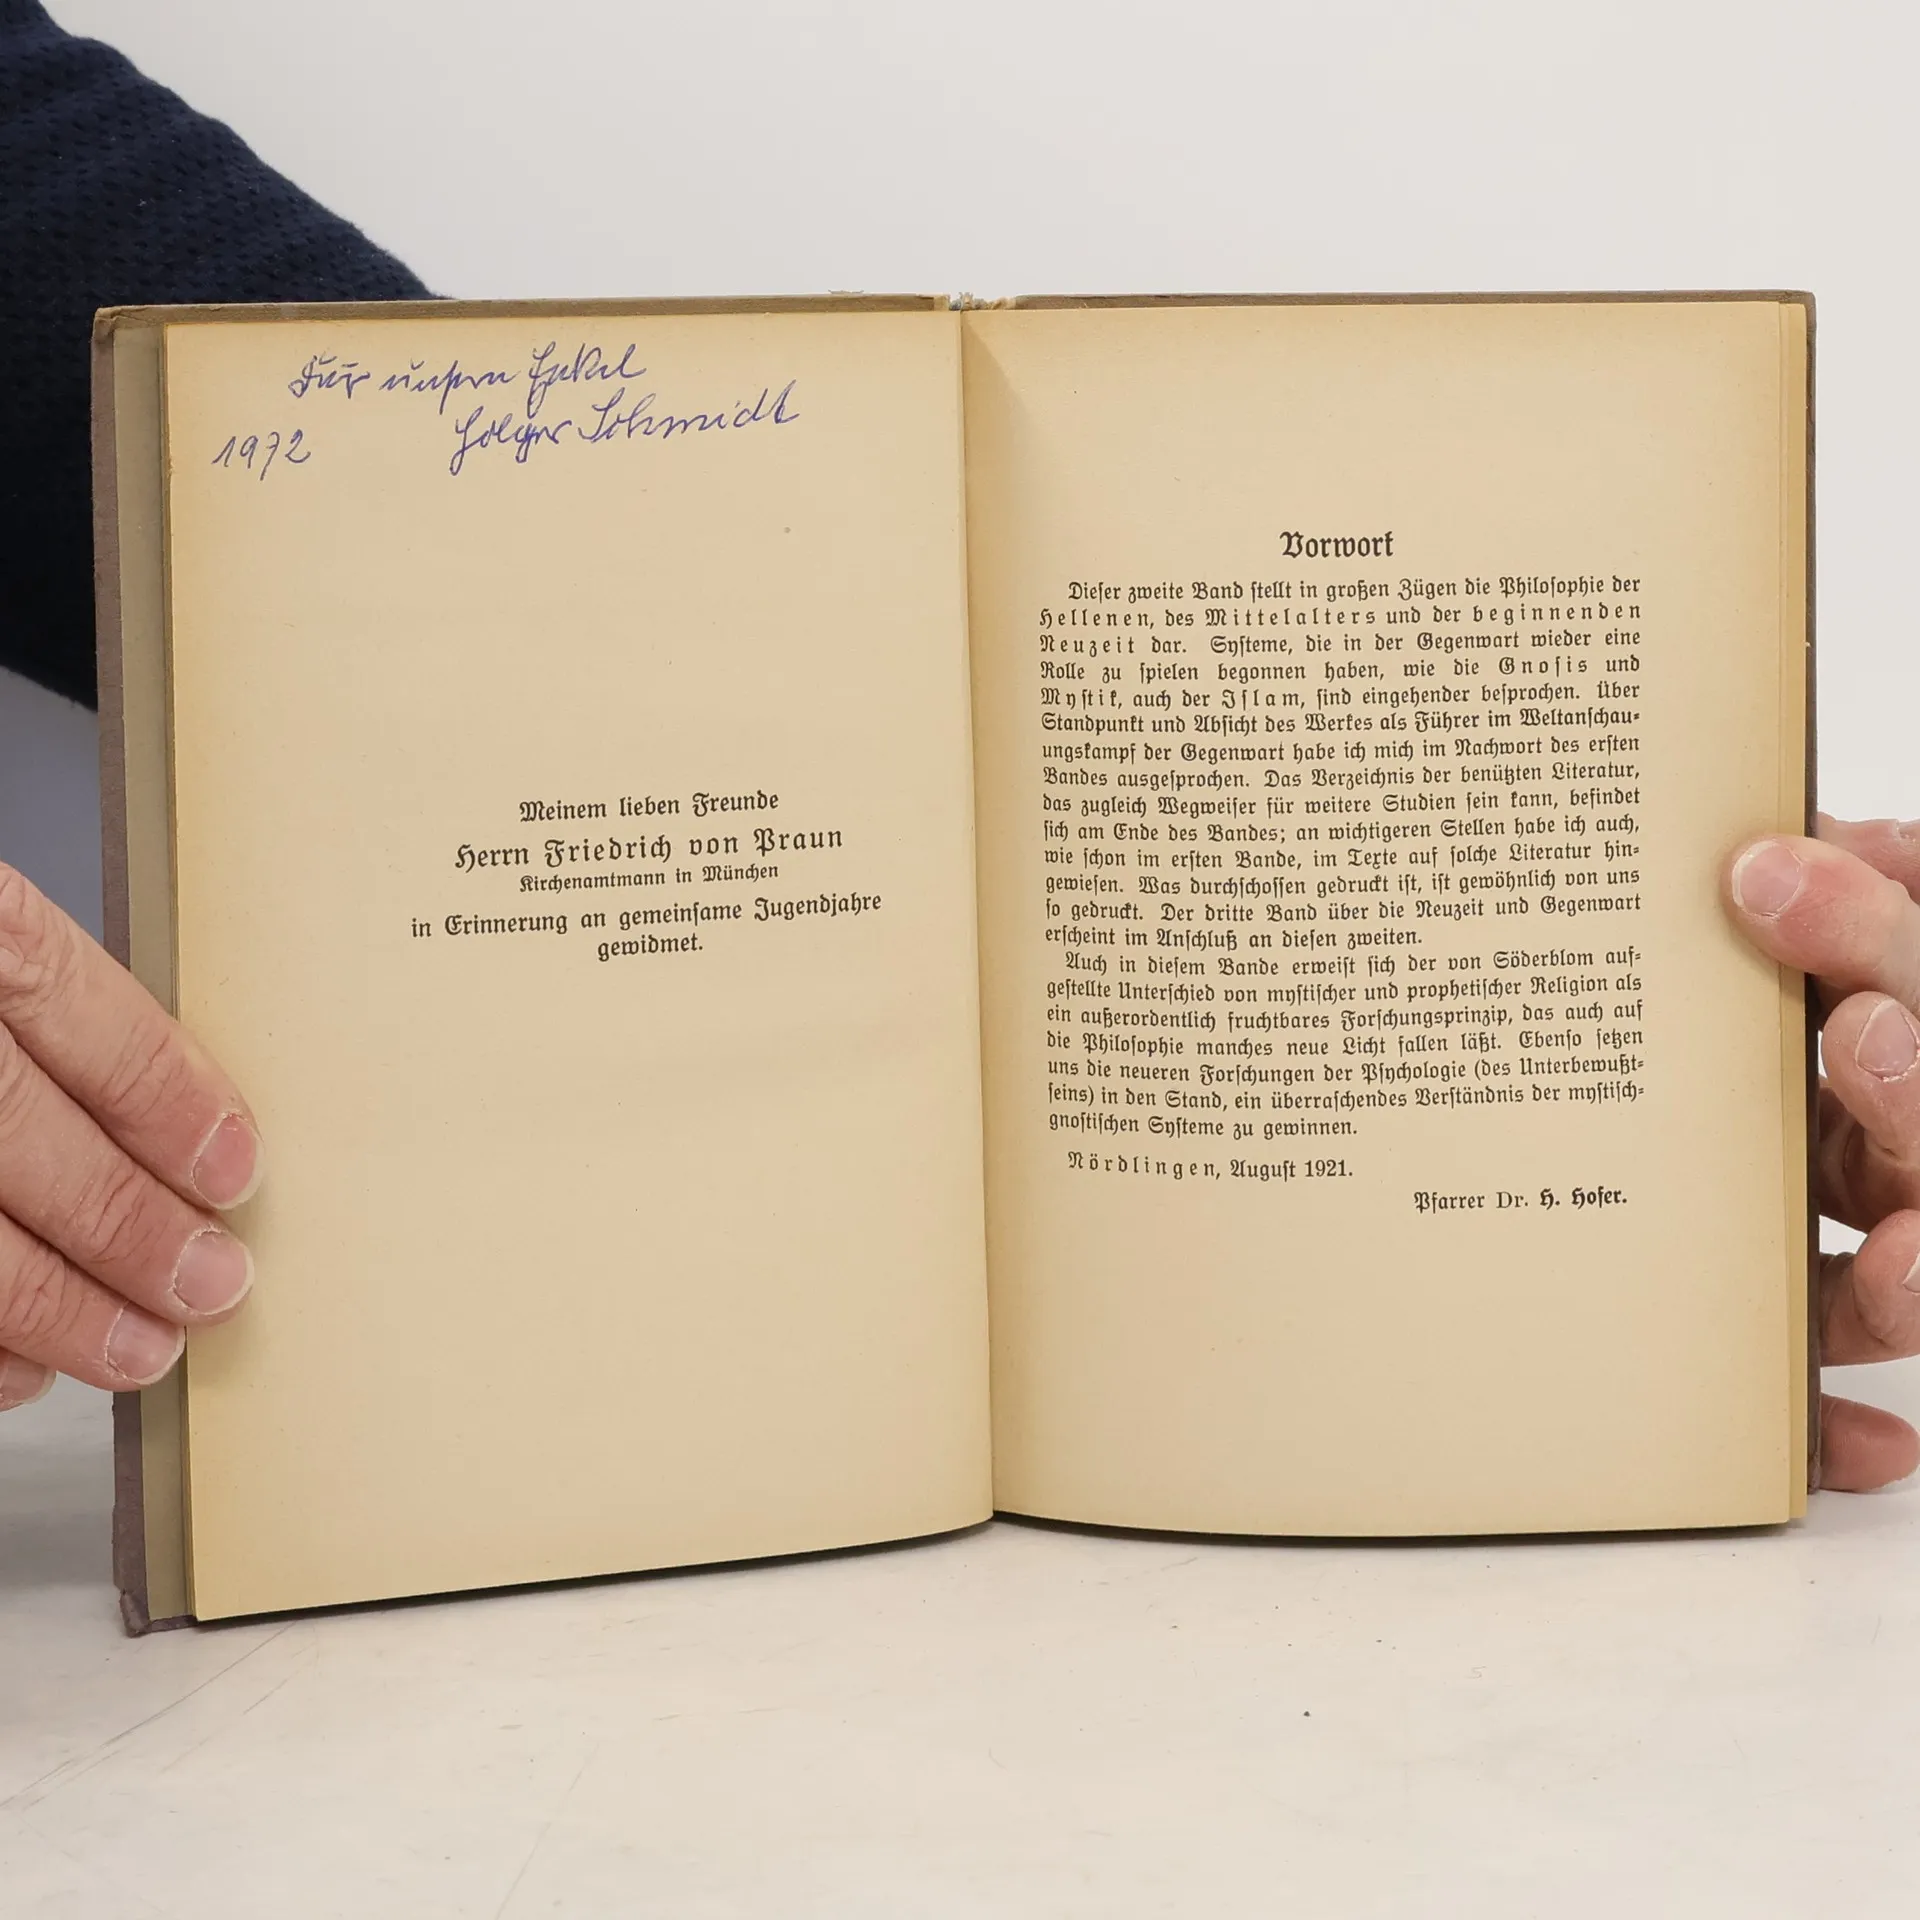 Für unsern Enkel
Holger Schmidt
1972
Meinem lieben Freunde
Herrn Friedrich von Praun
Kirchenamtmann in München
in Erinnerung an gemeinsame Jugendjahre
gewidmet.
Vorwort
Dieser zweite Band stellt in großen Zügen die Philosophie der
Hellenen, des Mittelalters und der beginnenden
Neuzeit dar. Systeme, die in der Gegenwart wieder eine
Rolle zu spielen begonnen haben, wie die Gnosis und
Mystik, auch der Islam, sind eingehender besprochen. Über
Standpunkt und Absicht des Werkes als Führer im Weltanschau-
ungskampf der Gegenwart habe ich mich im Nachwort des ersten
Bandes ausgesprochen. Das Verzeichnis der benützten Literatur,
das zugleich Wegweiser für weitere Studien sein kann, befindet
sich am Ende des Bandes; an wichtigeren Stellen habe ich auch,
wie schon im ersten Bande, im Texte auf solche Literatur hin-
gewiesen. Was durchschossen gedruckt ist, ist gewöhnlich von uns
so gedruckt. Der dritte Band über die Neuzeit und Gegenwart
erscheint im Anschluß an diesen zweiten.
Auch in diesem Bande erweist sich der von Söderblom auf-
gestellte Unterschied von mystischer und prophetischer Religion als
ein außerordentlich fruchtbares Forschungsprinzip, das auch auf
die Philosophie manches neue Licht fallen läßt. Ebenso setzen
uns die neueren Forschungen der Psychologie (des Unterbewußt-
seins) in den Stand, ein überraschendes Verständnis der mystisch-
gnostischen Systeme zu gewinnen.
Nördlingen, August 1921.
Pfarrer Dr. H. Hofer.